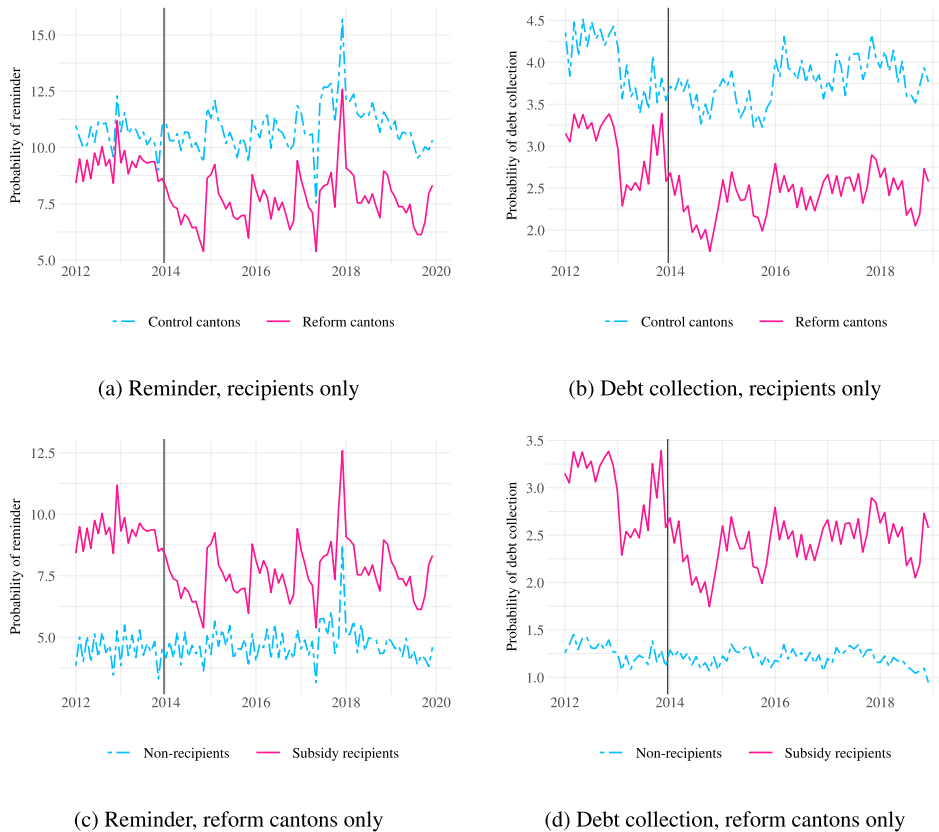 Probability of reminder
15.0
12.5
10.0
7.5
5.0
2012
2014
2016
2018
2020
Control cantons
Reform cantons
(a) Reminder, recipients only
Probability of debt collection
4.5
4.0
3.5
3.0
2.5
2.0
2012
2014
2016
2018
Control cantons
Reform cantons
(b) Debt collection, recipients only
Probability of reminder
12.5
10.0
7.5
5.0
2012
2014
2016
2018
2020
Non-recipients
Subsidy recipients
(c) Reminder, reform cantons only
Probability of debt collection
3.5
3.0
2.5
2.0
1.5
1.0
2012
2014
2016
2018
Non-recipients
Subsidy recipients
(d) Debt collection, reform cantons only